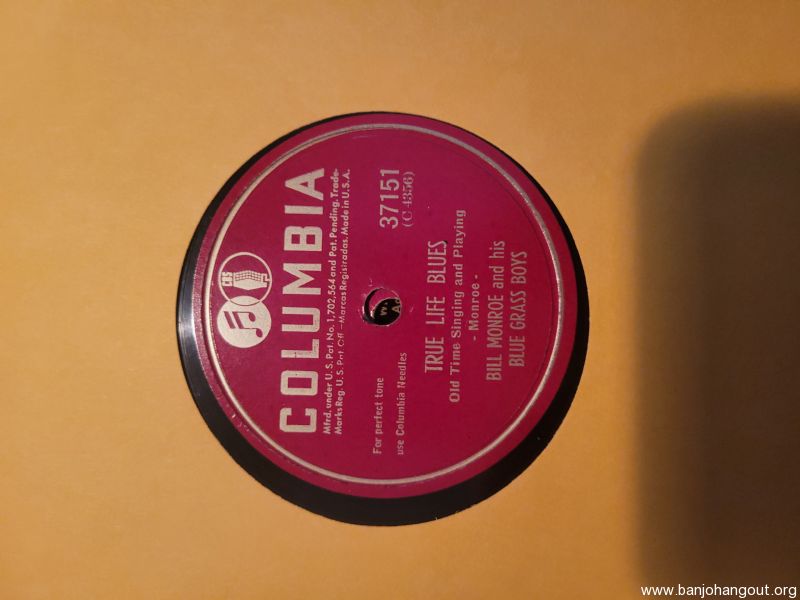 CBS
COLUMBIA
Mfrd. under U.S. Pat. No. 1,702,564 and Pat. Pending. Trade-
Marks Reg. U.S. Pat. Off.-Marcas Registradas. Made in U.S.A.
For perfect tone
use Columbia Needles
37151
(C 4356)
TRUE LIFE BLUES
Old Time Singing and Playing
- Monroe -
BILL MONROE and his
BLUE GRASS BOYS
www.banjohangout.org